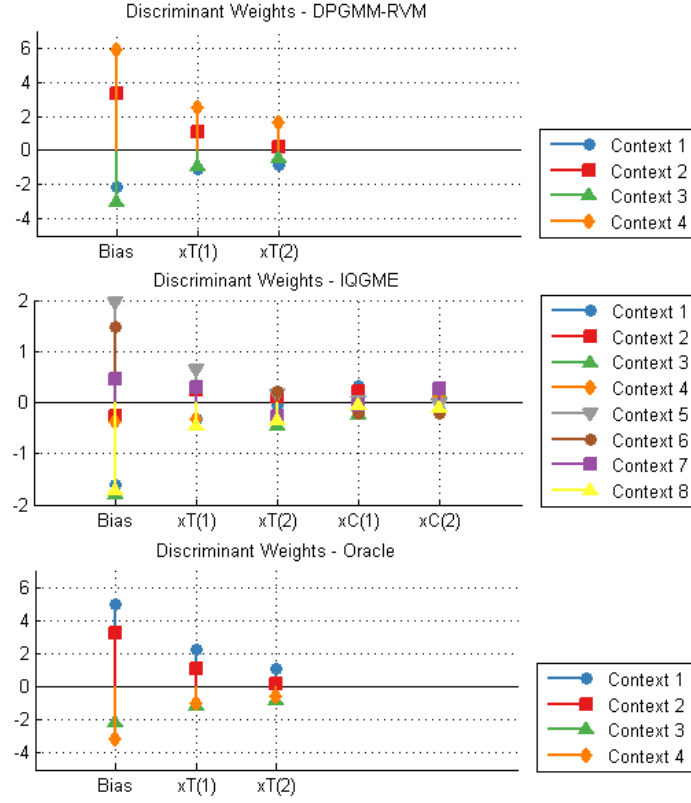 Discriminant Weights - DPGMM-RVM
6
4
2
0
-2
-4
Bias xT(1) xT(2)
Context 1
Context 2
Context 3
Context 4
Discriminant Weights - IQGME
2
1
0
-1
-2
Bias xT(1) xT(2) xC(1) xC(2)
Context 1
Context 2
Context 3
Context 4
Context 5
Context 6
Context 7
Context 8
Discriminant Weights - Oracle
6
4
2
0
-2
-4
Bias xT(1) xT(2)
Context 1
Context 2
Context 3
Context 4